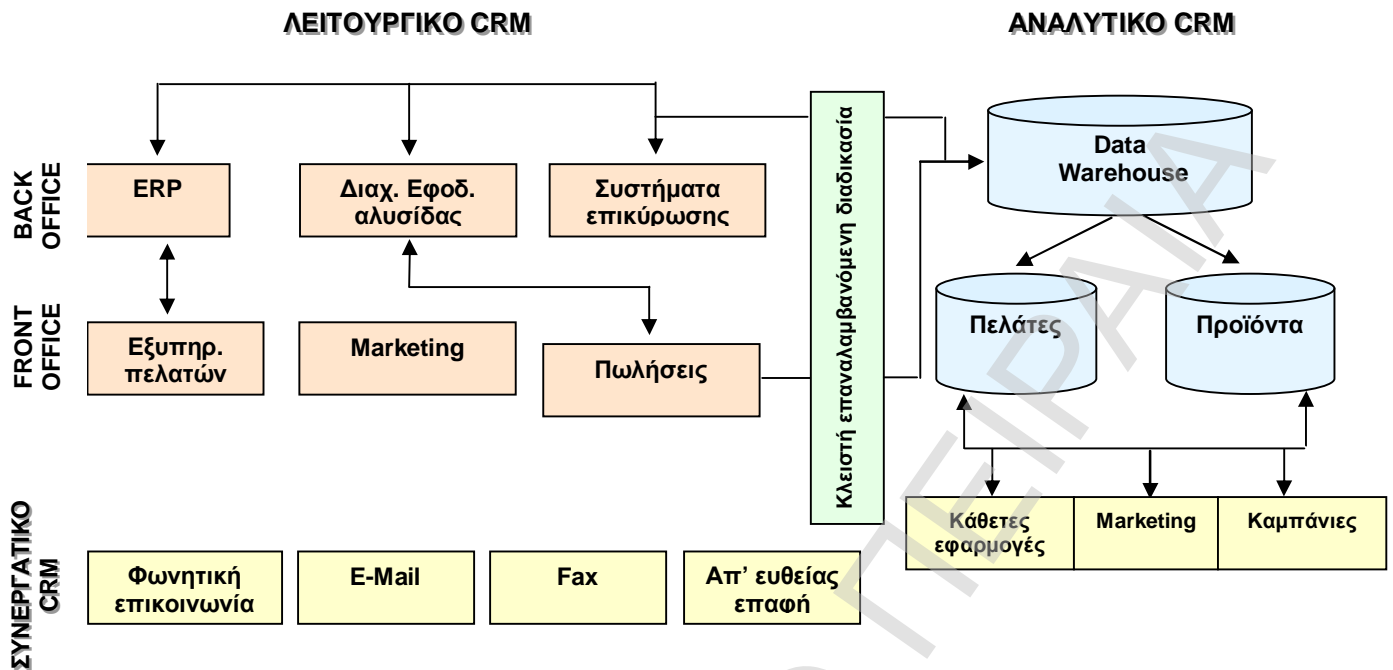 ΛΕΙΤΟΥΡΓΙΚΟ CRM
ΑΝΑΛΥΤΙΚΟ CRM
BACK
OFFICE
ERP
Διαχ. Εφοδ.
αλυσίδας
Συστήματα
επικύρωσης
Κλειστή επαναλαμβανόμενη διαδικασία
Data
Warehouse
FRONT
OFFICE
Εξυπηρ.
πελατών
Marketing
Πωλήσεις
Πελάτες
Προϊόντα
Κάθετες
εφαρμογές
Marketing
Καμπάνιες
ΣΥΝΕΡΓΑΤΙΚΟ
CRM
Φωνητική
επικοινωνία
E-Mail
Fax
Απ’ ευθείας
επαφή
ΠΕΙΡΑΙΑ